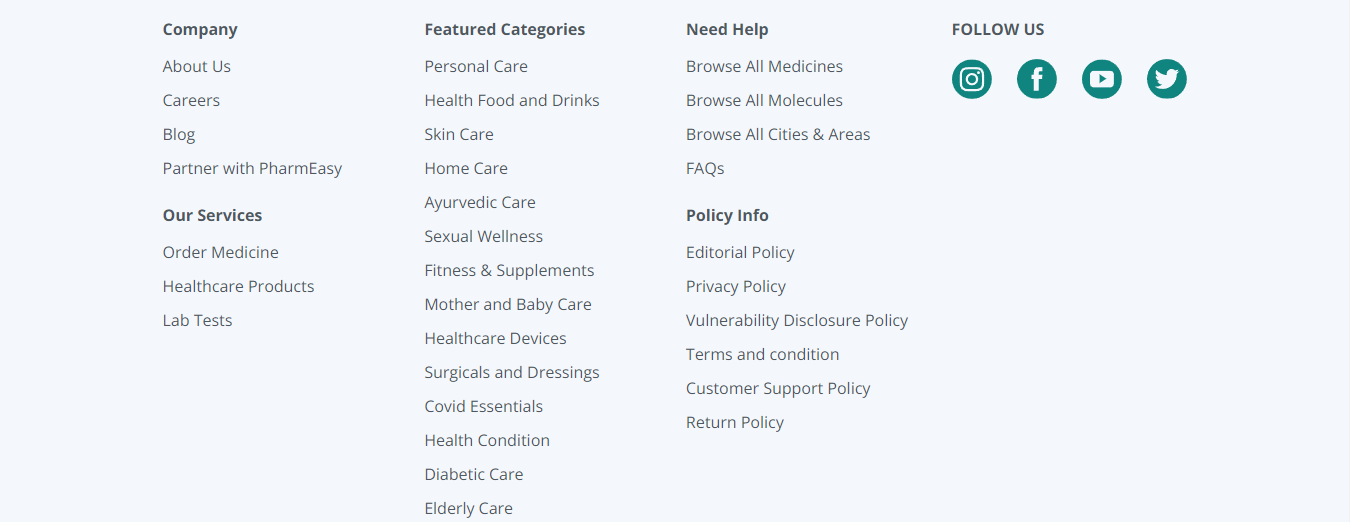 Company
About Us
Careers
Blog
Partner with PharmEasy
Our Services
Order Medicine
Healthcare Products
Lab Tests
Featured Categories
Personal Care
Health Food and Drinks
Skin Care
Home Care
Ayurvedic Care
Sexual Wellness
Fitness & Supplements
Mother and Baby Care
Healthcare Devices
Surgicals and Dressings
Covid Essentials
Health Condition
Diabetic Care
Elderly Care
Need Help
Browse All Medicines
Browse All Molecules
Browse All Cities & Areas
FAQs
Policy Info
Editorial Policy
Privacy Policy
Vulnerability Disclosure Policy
Terms and condition
Customer Support Policy
Return Policy
FOLLOW US